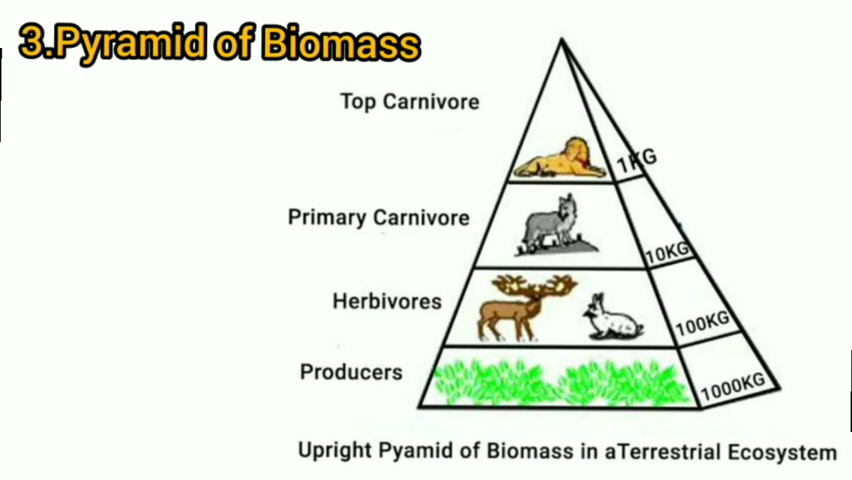 3.Pyramid of Biomass
Top Carnivore
1KG
Primary Carnivore
10KG
Herbivores
100KG
Producers
1000KG
Upright Pyamid of Biomass in aTerrestrial Ecosystem